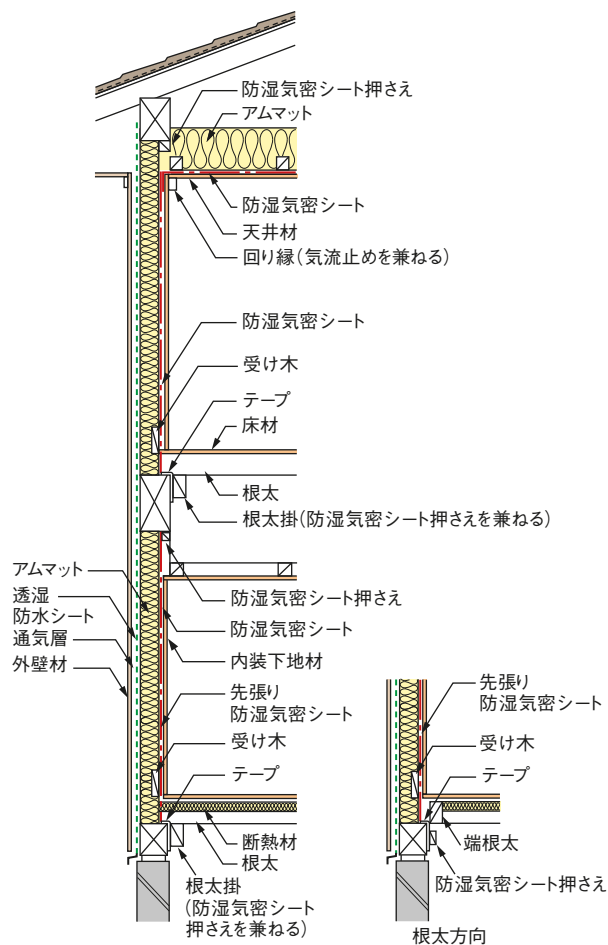 防湿気密シート押さえ
アムマット
防湿気密シート
天井材
回り縁（気流止めを兼ねる）
防湿気密シート
受け木
テープ
床材
根太
根太掛（防湿気密シート押さえを兼ねる）
アムマット
透湿
防水シート
通気層
外壁材
防湿気密シート押さえ
防湿気密シート
内装下地材
先張り
防湿気密シート
受け木
テープ
断熱材
根太
根太掛
（防湿気密シート
押さえを兼ねる）
先張り
防湿気密シート
受け木
テープ
端根太
防湿気密シート押さえ
根太方向